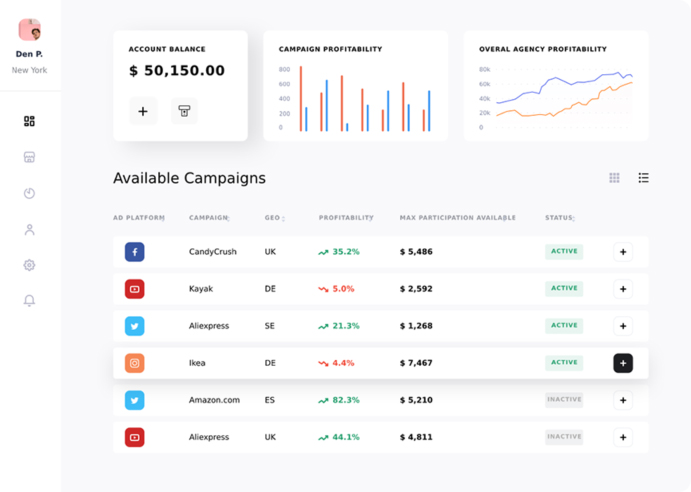 Den P.
New York
ACCOUNT BALANCE
$ 50,150.00
CAMPAIGN PROFITABILITY
800
600
400
200
0
OVERAL AGENCY PROFITABILITY
80k
60k
40k
20k
0
Available Campaigns
AD PLATFORM CAMPAIGN GEO PROFITABILITY MAX PARTICIPATION AVAILABLE STATUS
CandyCrush UK 35.2% $ 5,486 ACTIVE
Kayak DE 5.0% $ 2,592 ACTIVE
Aliexpress SE 21.3% $ 1,268 ACTIVE
Ikea DE 4.4% $ 7,467 ACTIVE
Amazon.com ES 82.3% $ 5,210 INACTIVE
Aliexpress UK 44.1% $ 4,811 INACTIVE